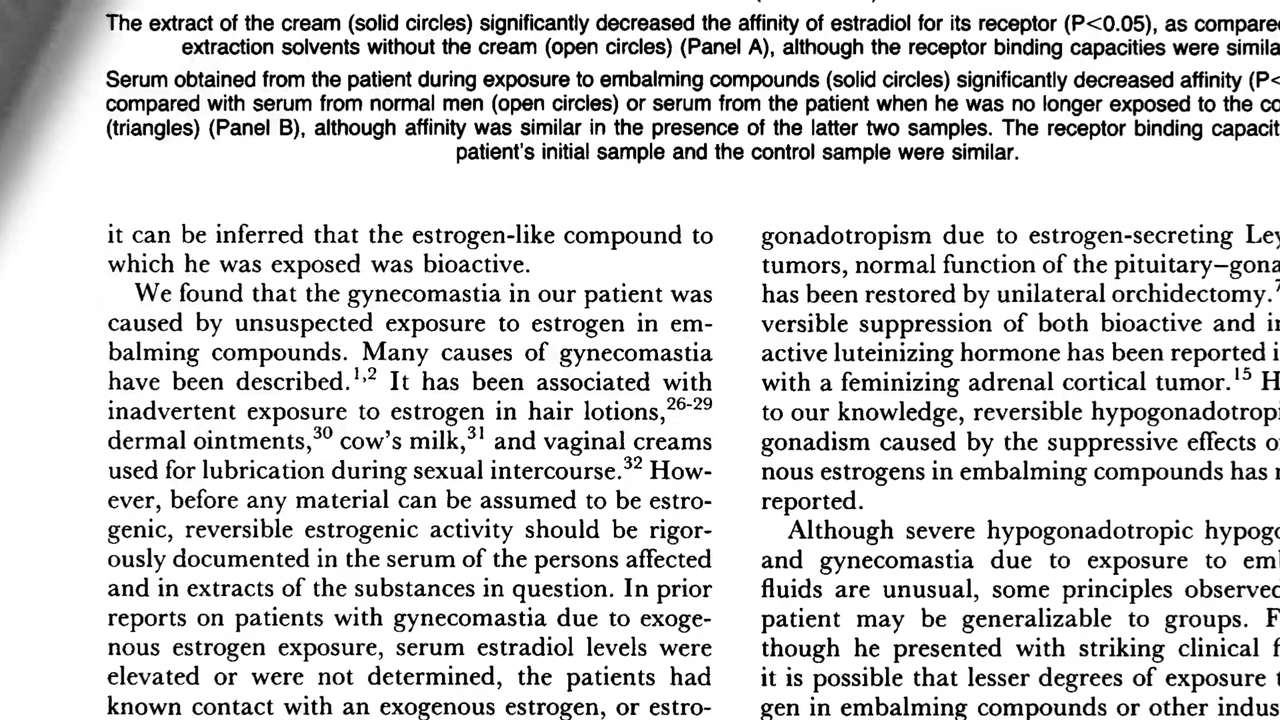 The extract of the cream (solid circles) significantly decreased the affinity of estradiol for its receptor (P<0.05), as compared
extraction solvents without the cream (open circles) (Panel A), although the receptor binding capacities were simila
Serum obtained from the patient during exposure to embalming compounds (solid circles) significantly decreased affinity (P<
compared with serum from normal men (open circles) or serum from the patient when he was no longer exposed to the co
(triangles) (Panel B), although affinity was similar in the presence of the latter two samples. The receptor binding capacit
patient's initial sample and the control sample were similar.
it can be inferred that the estrogen-like compound to
which he was exposed was bioactive.
We found that the gynecomastia in our patient was
caused by unsuspected exposure to estrogen in em-
balming compounds. Many causes of gynecomastia
have been described.1,2 It has been associated with
inadvertent exposure to estrogen in hair lotions,26-29
dermal ointments,30 cow's milk,31 and vaginal creams
used for lubrication during sexual intercourse.32 How-
ever, before any material can be assumed to be estro-
genic, reversible estrogenic activity should be rigor-
ously documented in the serum of the persons affected
and in extracts of the substances in question. In prior
reports on patients with gynecomastia due to exoge-
nous estrogen exposure, serum estradiol levels were
elevated or were not determined, the patients had
known contact with an exogenous estrogen, or estro-
gonadotropism due to estrogen-secreting Ley
tumors, normal function of the pituitary–gona
has been restored by unilateral orchidectomy.7
versible suppression of both bioactive and i
active luteinizing hormone has been reported i
with a feminizing adrenal cortical tumor.15 H
to our knowledge, reversible hypogonadotropi
gonadism caused by the suppressive effects o
nous estrogens in embalming compounds has
reported.
Although severe hypogonadotropic hypogo
and gynecomastia due to exposure to em
fluids are unusual, some principles observed
patient may be generalizable to groups. F
though he presented with striking clinical f
it is possible that lesser degrees of exposure t
gen in embalming compounds or other indus